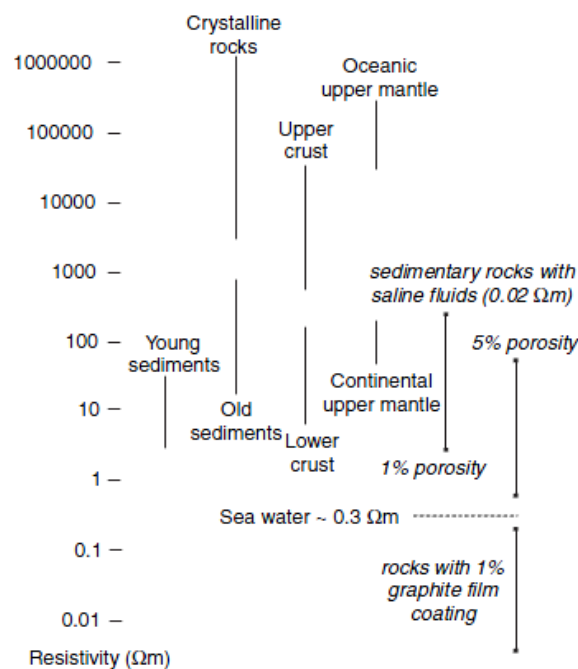 Crystalline
rocks
1000000
Oceanic
upper mantle
100000
Upper
crust
10000
1000
sedimentary rocks with
saline fluids (0.02 Ωm)
100
Young
sediments
5% porosity
10
Old
sediments
Lower
crust
Continental
upper mantle
1% porosity
1
Sea water ~ 0.3 Ωm
0.1
rocks with 1%
graphite film
coating
0.01
Resistivity (Ωm)